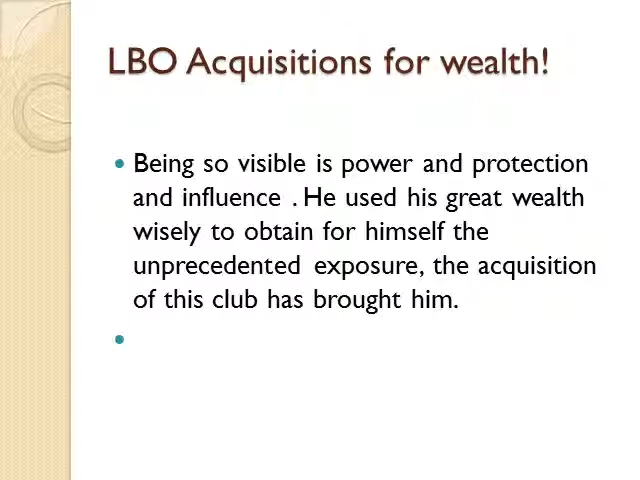 LBO Acquisitions for wealth!
Being so visible is power and protection
and influence . He used his great wealth
wisely to obtain for himself the
unprecedented exposure, the acquisition
of this club has brought him.